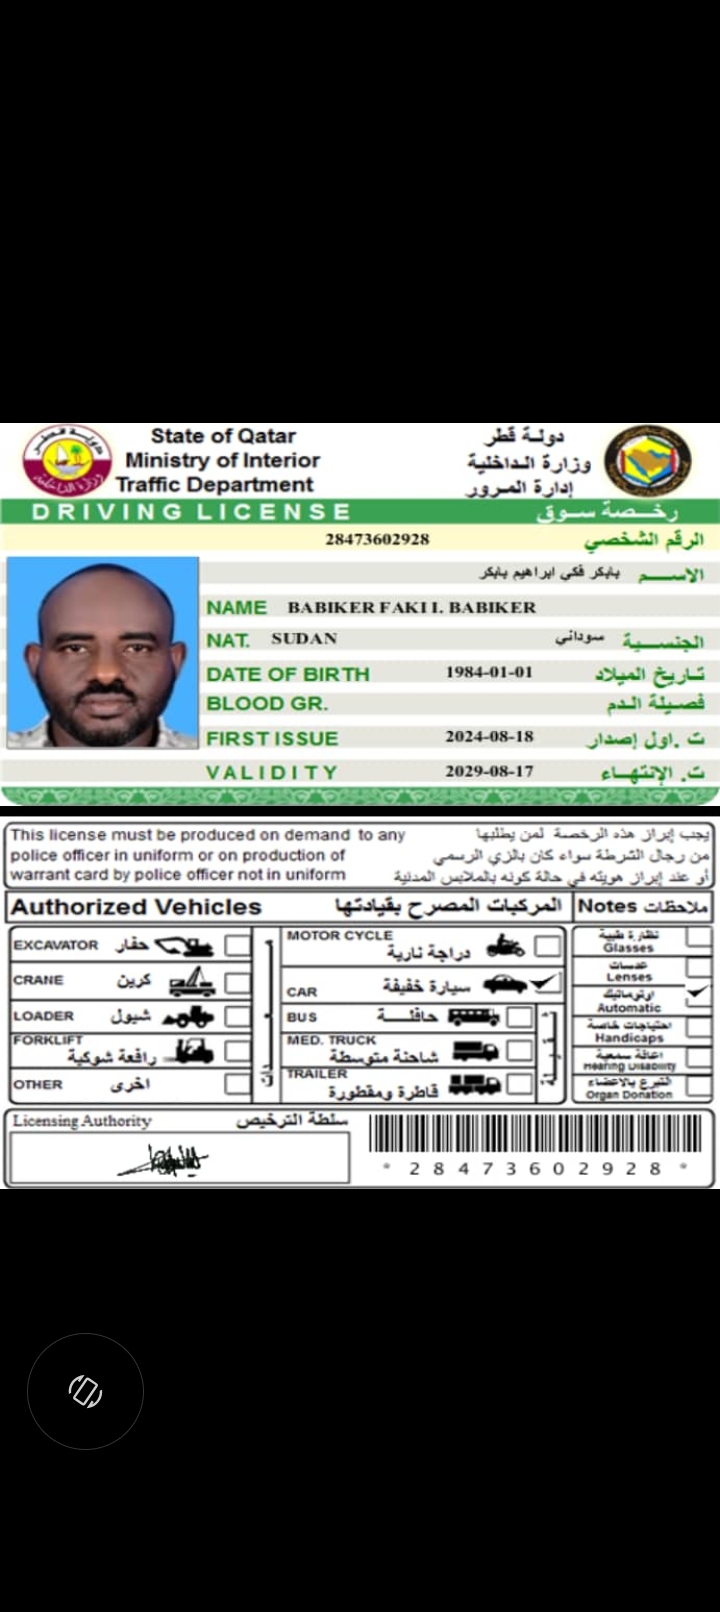 State of Qatar
Ministry of Interior
Traffic Department
دولة قطر
وزارة الداخلية
إدارة المرور
DRIVING LICENSE رخصة سوق
28473602928 الرقم الشخصي
الاسم بابكر فكي ابراهيم بابكر
NAME BABIKER FAKI I. BABIKER
NAT. SUDAN سوداني الجنسية
DATE OF BIRTH 1984-01-01 تاريخ الميلاد
BLOOD GR. فصيلة الدم
FIRST ISSUE 2024-08-18 ت .اول إصدار
VALIDITY 2029-08-17 ت. الإنتهاء
This license must be produced on demand to any
police officer in uniform or on production of
warrant card by police officer not in uniform
يجب إبراز هذه الرخصة لمن يطلبها
من رجال الشرطة سواء كان بالزي الرسمي
أو عند إبراز هويته في حالة كونه بالملابس المدنية
Authorized Vehicles المركبات المصرح بقيادتها
Notes ملاحظات
EXCAVATOR حفار
CRANE كرين
LOADER شيول
FORKLIFT رافعة شوكية
OTHER اخرى
معدات
MOTOR CYCLE دراجة نارية
CAR سيارة خفيفة
BUS حافلة
MED. TRUCK شاحنة متوسطة
TRAILER قاطرة ومقطورة
ثقيلة
نظارة طبية
Glasses
عدسات
Lenses
اوتوماتيك
Automatic
احتياجات خاصة
Handicaps
اعاقة سمعية
Hearing Disability
التبرع بالاعضاء
Organ Donation
Licensing Authority سلطة الترخيص
* 2 8 4 7 3 6 0 2 9 2 8 *